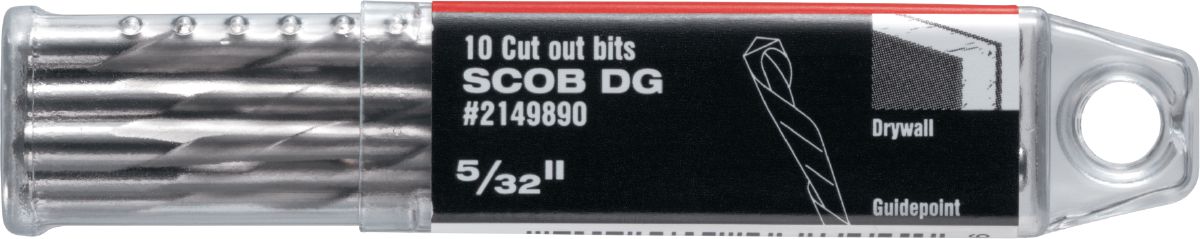 10 Cut out bits
SCOB DG
#2149890
5/32"
Drywall
Guidepoint